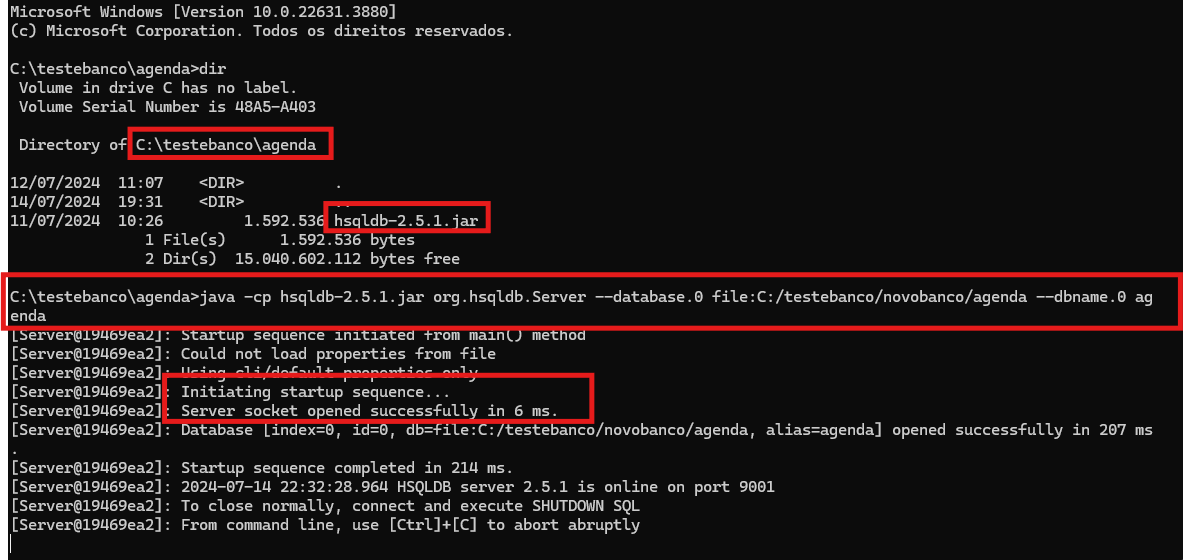 Microsoft Windows [Version 10.0.22631.3880]
(c) Microsoft Corporation. Todos os direitos reservados.
C:\testebanco\agenda>dir
Volume in drive C has no label.
Volume Serial Number is 48A5-A403
Directory of C:\testebanco\agenda
12/07/2024  11:07    <DIR>          .
14/07/2024  19:31    <DIR>          ..
11/07/2024  10:26         1.592.536 hsqldb-2.5.1.jar
1 File(s)      1.592.536 bytes
2 Dir(s)  15.040.602.112 bytes free
C:\testebanco\agenda>java -cp hsqldb-2.5.1.jar org.hsqldb.Server --database.0 file:C:/testebanco/novobanco/agenda --dbname.0 ag
enda
[Server@19469ea2]: Startup sequence initiated from main() method
[Server@19469ea2]: Could not load properties from file
[Server@19469ea2]: Using cli/default properties only
[Server@19469ea2]: Initiating startup sequence...
[Server@19469ea2]: Server socket opened successfully in 6 ms.
[Server@19469ea2]: Database [index=0, id=0, db=file:C:/testebanco/novobanco/agenda, alias=agenda] opened successfully in 207 ms
.
[Server@19469ea2]: Startup sequence completed in 214 ms.
[Server@19469ea2]: 2024-07-14 22:32:28.964 HSQLDB server 2.5.1 is online on port 9001
[Server@19469ea2]: To close normally, connect and execute SHUTDOWN SQL
[Server@19469ea2]: From command line, use [Ctrl]+[C] to abort abruptly